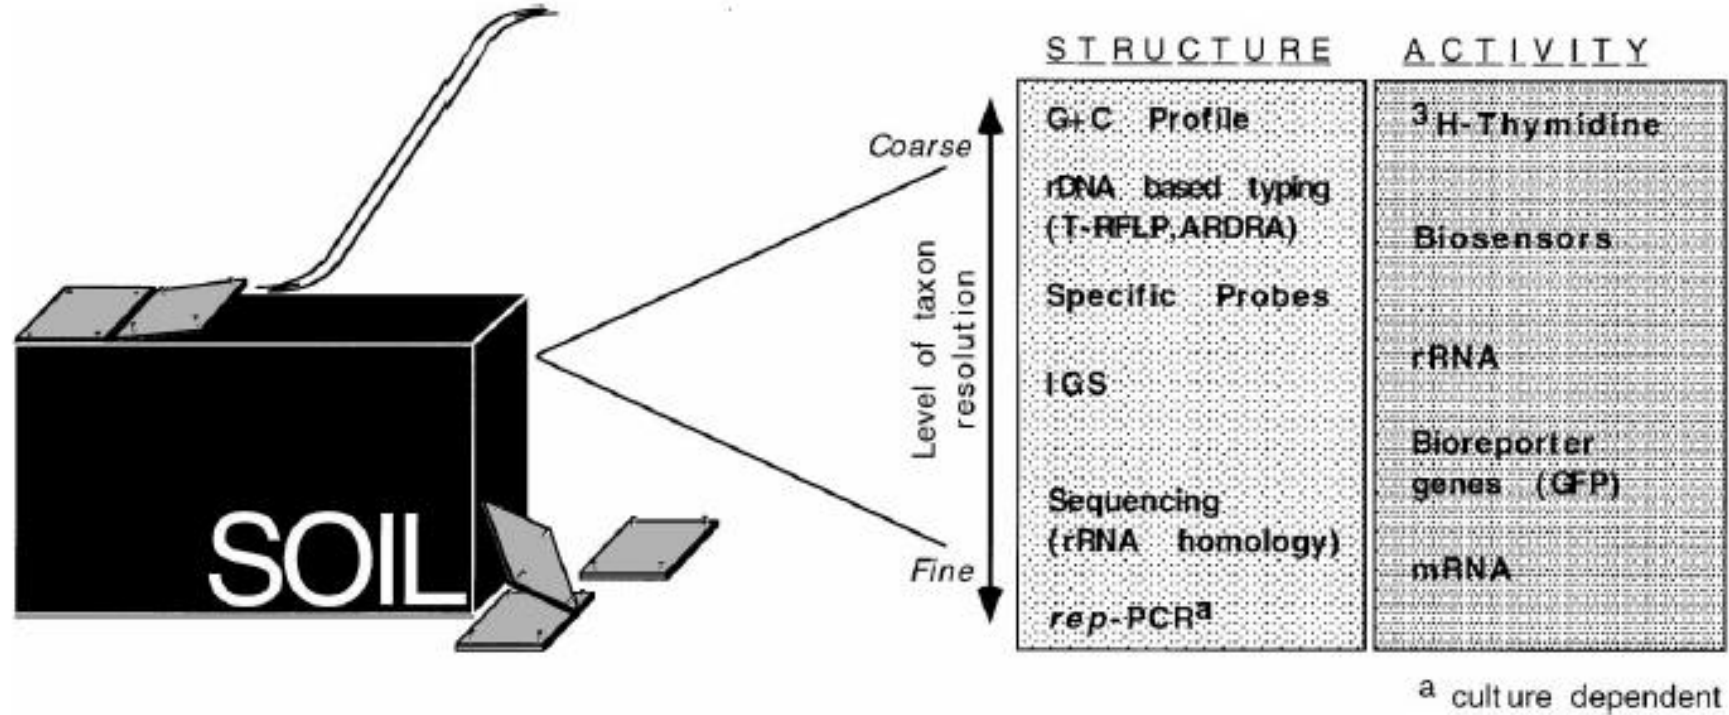 SOIL
Coarse
Level of taxon
resolution
Fine
STRUCTURE
G+C Profile
rDNA based typing
(T-RFLP,ARDRA)
Specific Probes
IGS
Sequencing
(rRNA homology)
rep-PCRa
ACTIVITY
3H-Thymidine
Biosensors
rRNA
Bioreporter
genes (GFP)
mRNA
a culture dependent